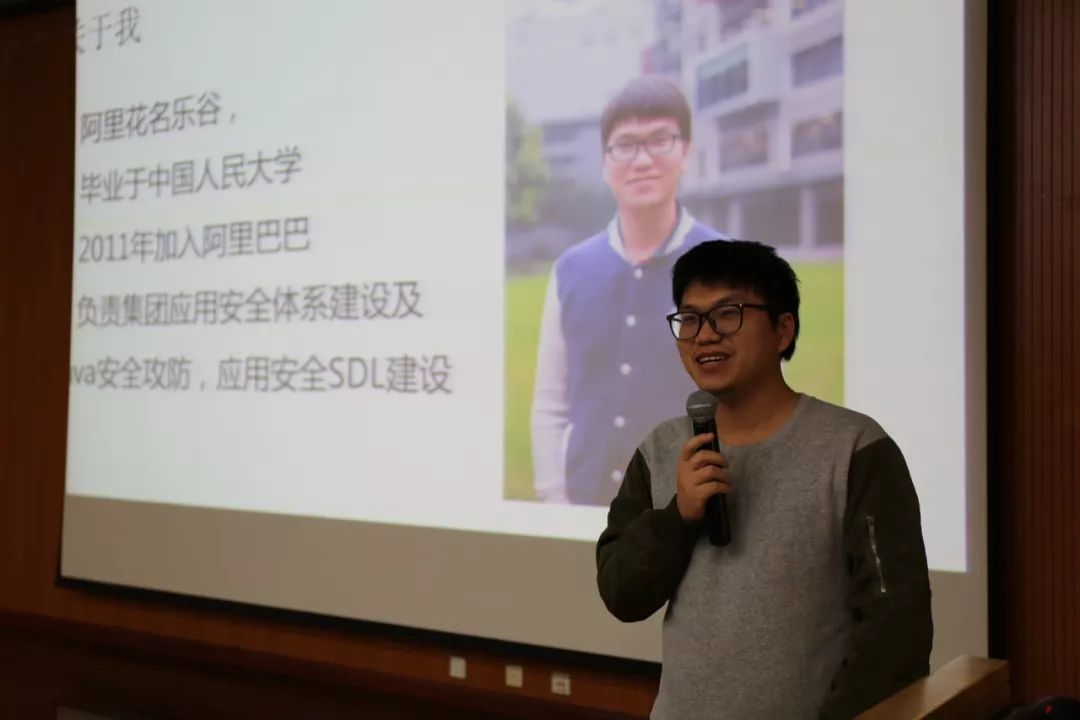 关于我
阿里花名乐谷，
毕业于中国人民大学
2011年加入阿里巴巴
负责集团应用安全体系建设及
ava安全攻防，应用安全SDL建设